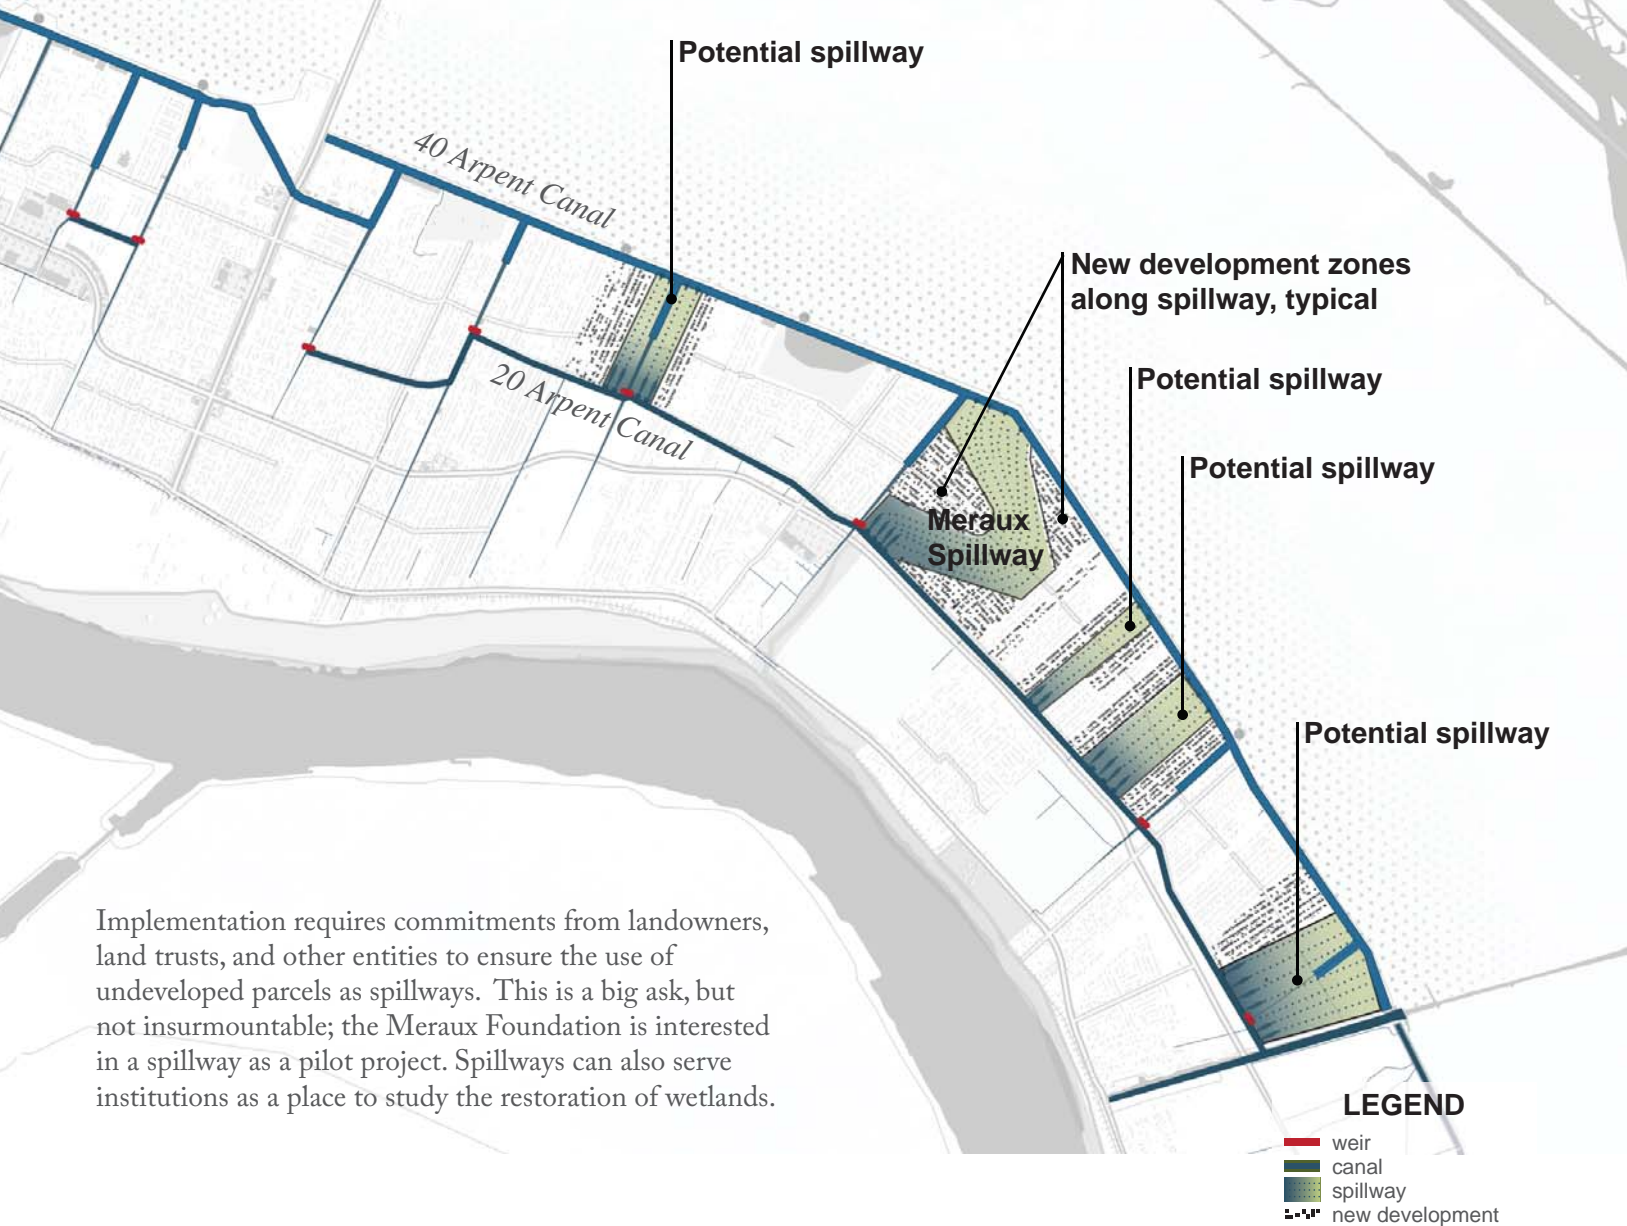 Potential spillway
40 Arpent Canal
New development zones
along spillway, typical
Potential spillway
20 Arpent Canal
Potential spillway
Meraux
Spillway
Potential spillway
Implementation requires commitments from landowners,
land trusts, and other entities to ensure the use of
undeveloped parcels as spillways.  This is a big ask, but
not insurmountable; the Meraux Foundation is interested
in a spillway as a pilot project. Spillways can also serve
institutions as a place to study the restoration of wetlands.
LEGEND
weir
canal
spillway
new development